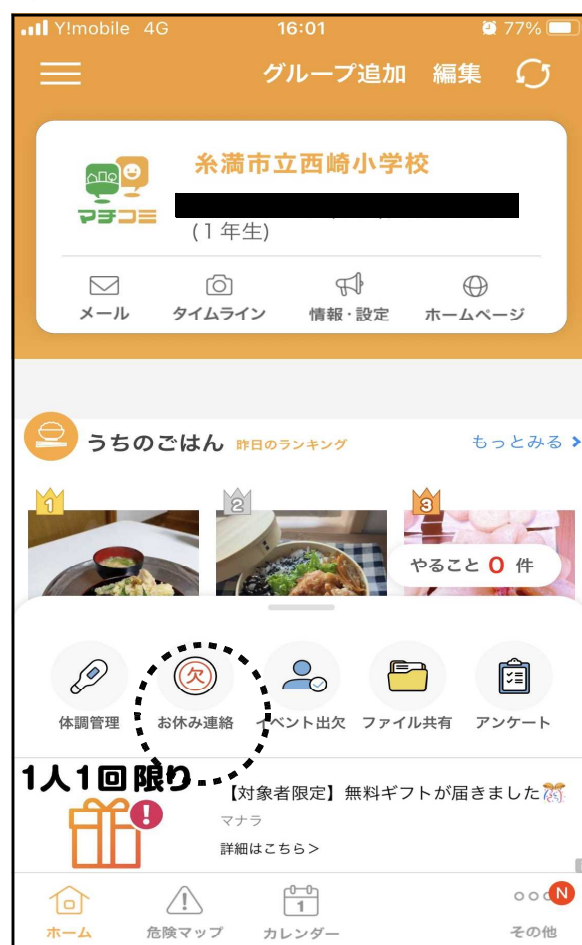 Y!mobile 4G 16:01 77%
グループ追加 編集
糸満市立西崎小学校
マチコミ
(1年生)
メール タイムライン 情報・設定 ホームページ
うちのごはん 昨日のランキング もっとみる >
1 2 3
やること 0 件
欠
体調管理 お休み連絡 イベント出欠 ファイル共有 アンケート
1人1回限り
【対象者限定】無料ギフトが届きました
マナラ
詳細はこちら>
1 N
ホーム 危険マップ カレンダー その他